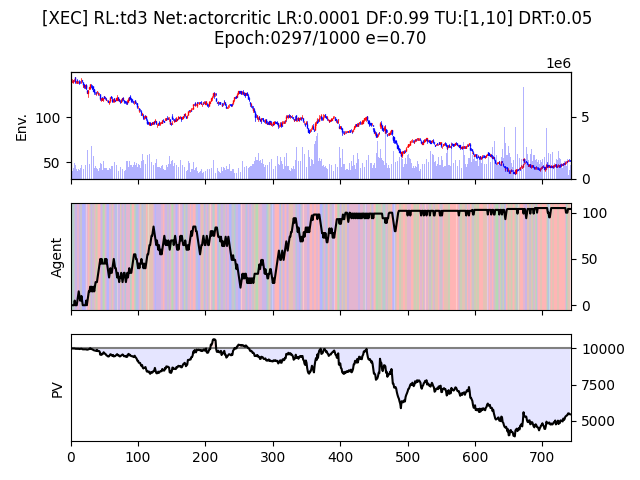 [XEC] RL:td3 Net:actorcritic LR:0.0001 DF:0.99 TU:[1,10] DRT:0.05
Epoch:0297/1000 e=0.70
1e6
Env.
100
50
5
0
Agent
100
50
0
PV
10000
7500
5000
0 100 200 300 400 500 600 700